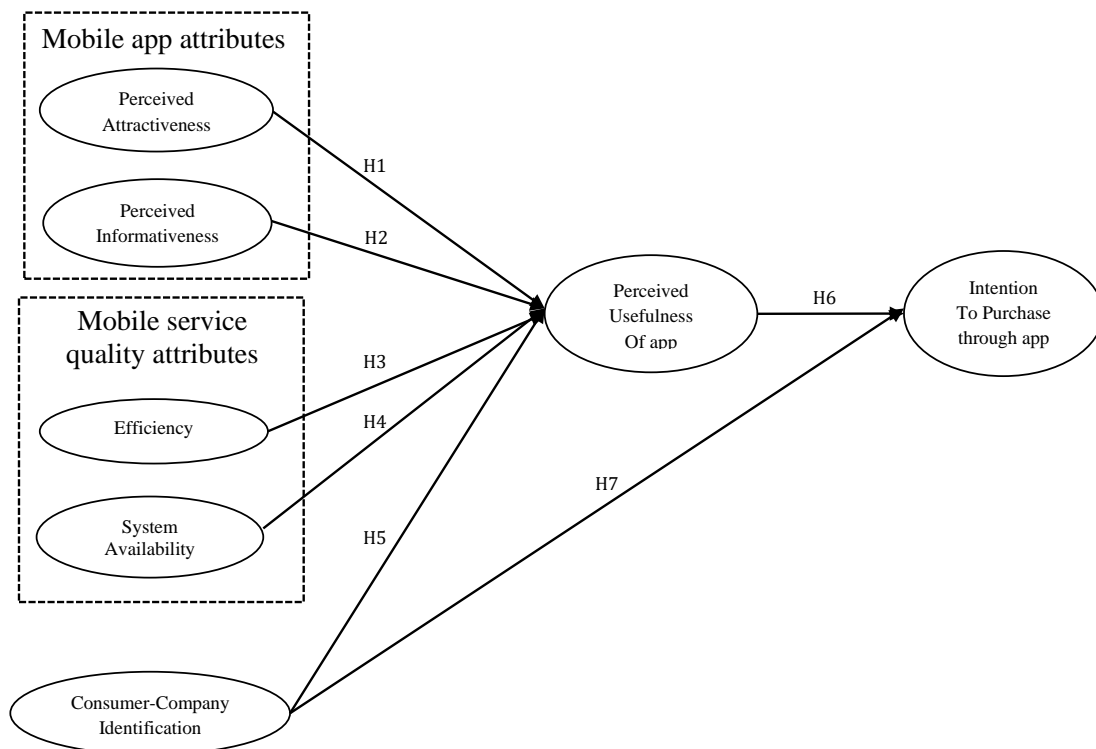 Mobile app attributes
Perceived
Attractiveness
H1
Perceived
Informativeness
H2
Perceived
Usefulness
Of app
H6
Intention
To Purchase
through app
Mobile service
quality attributes
H3
Efficiency
H4
H7
System
Availability
H5
Consumer-Company
Identification